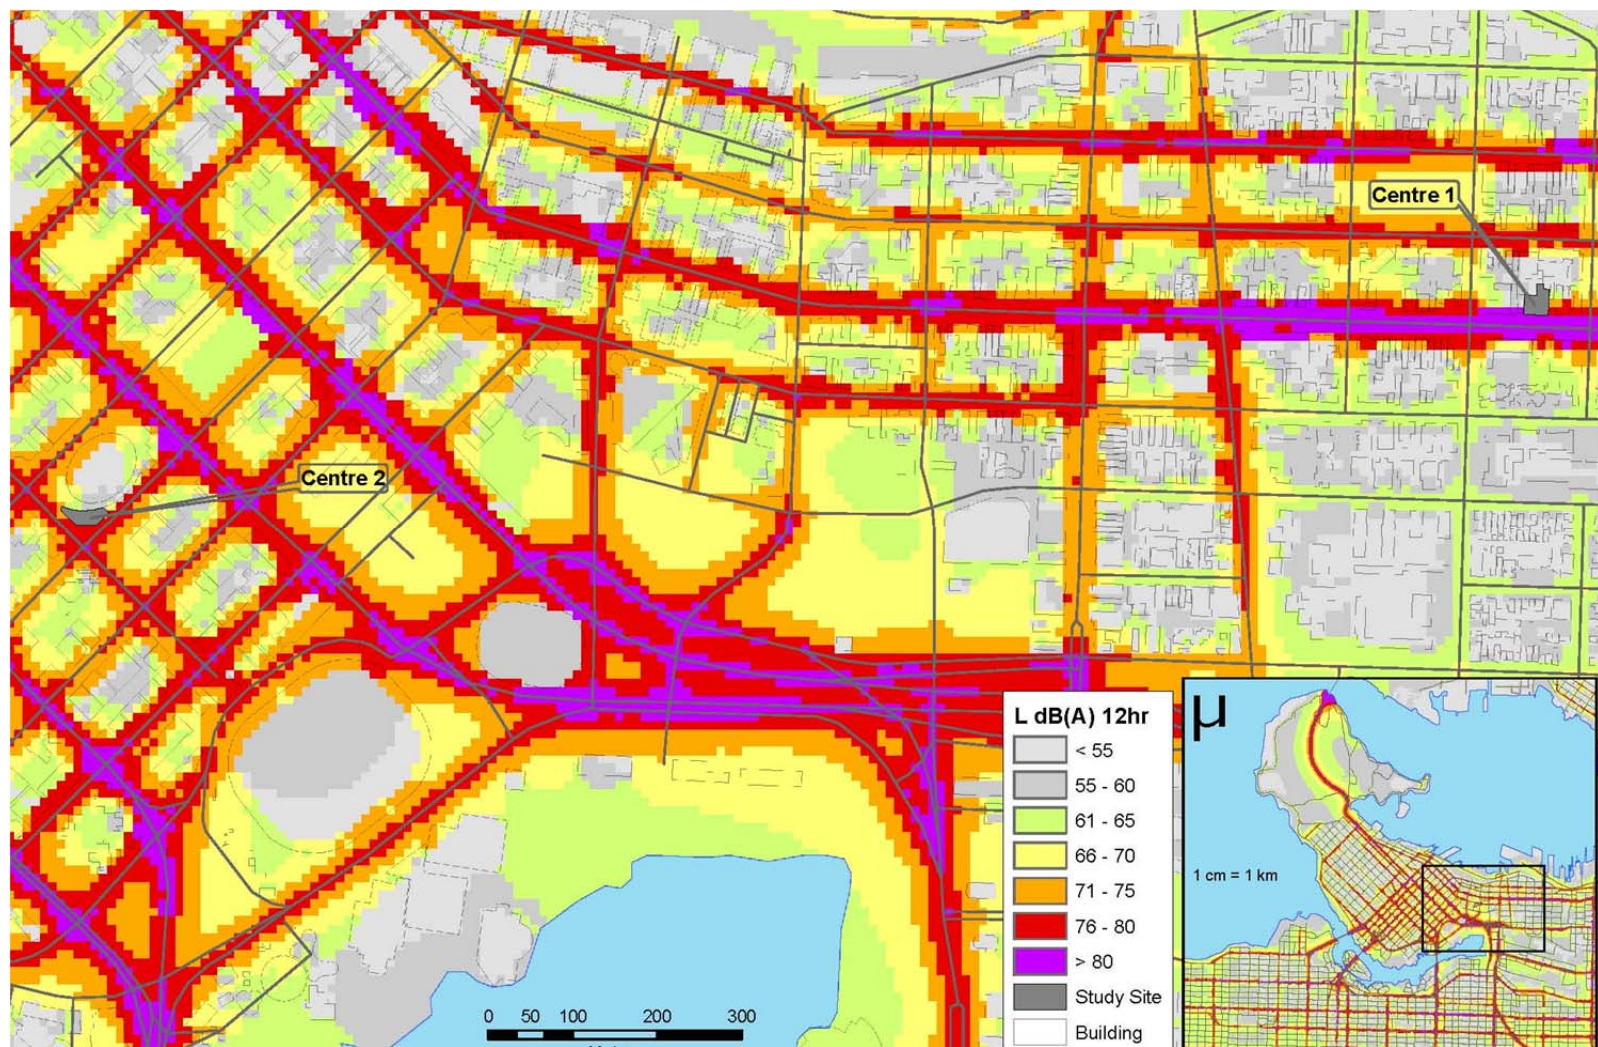 Centre 1
Centre 2
L dB(A) 12hr
< 55
55 - 60
61 - 65
66 - 70
71 - 75
76 - 80
> 80
Study Site
Building
µ
1 cm = 1 km
0 50 100 200 300